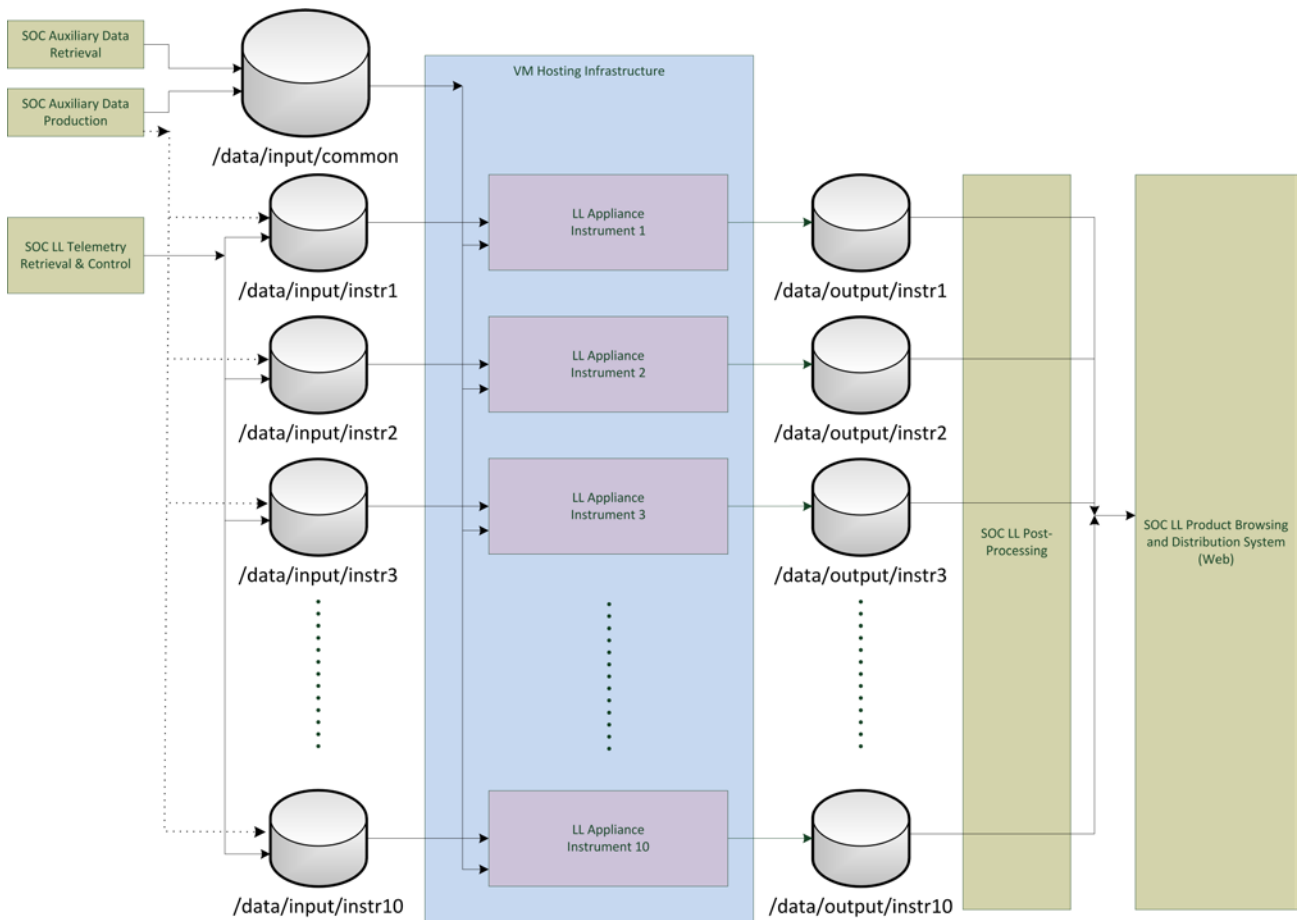 SOC Auxiliary Data
Retrieval
SOC Auxiliary Data
Production
/data/input/common
VM Hosting Infrastructure
SOC LL Telemetry
Retrieval & Control
/data/input/instr1
LL Appliance
Instrument 1
/data/output/instr1
/data/input/instr2
LL Appliance
Instrument 2
/data/output/instr2
/data/input/instr3
LL Appliance
Instrument 3
/data/output/instr3
SOC LL Post-
Processing
SOC LL Product Browsing
and Distribution System
(Web)
/data/input/instr10
LL Appliance
Instrument 10
/data/output/instr10